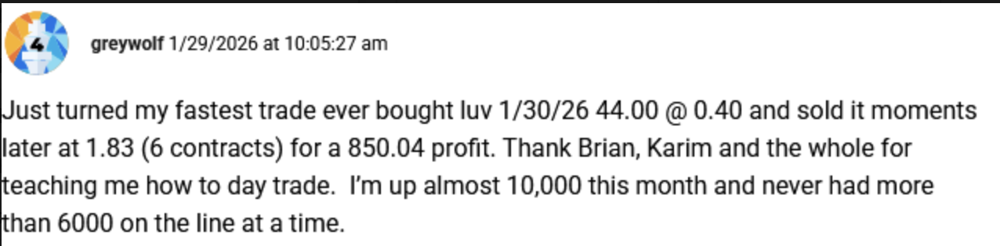 4
greywolf 1/29/2026 at 10:05:27 am
Just turned my fastest trade ever bought luv 1/30/26 44.00 @ 0.40 and sold it moments
later at 1.83 (6 contracts) for a 850.04 profit. Thank Brian, Karim and the whole for
teaching me how to day trade.  I’m up almost 10,000 this month and never had more
than 6000 on the line at a time.